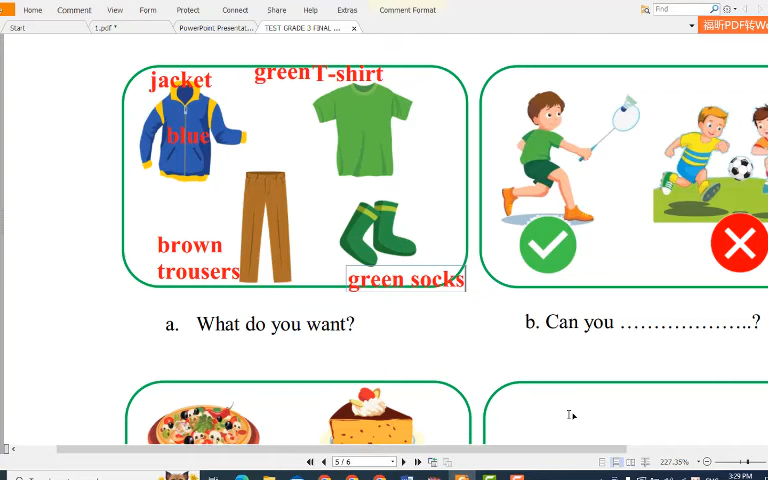 Home Comment View Form Protect Connect Share Help Extras Comment Format
Find
Start 1.pdf * PowerPoint Presentat... TEST GRADE 3 FINAL ...
福昕PDF转Wo
jacket
greenT-shirt
blue
brown
trousers
green socks
a. What do you want?
b. Can you ………………..?
5 / 6
227.35%
3:29 PM